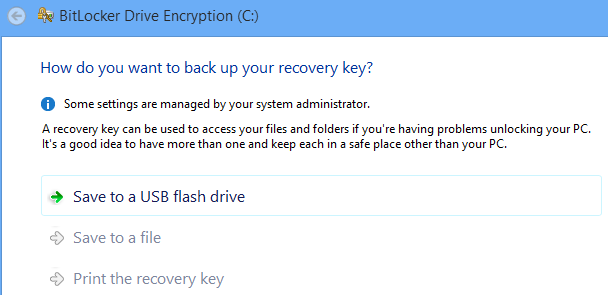 BitLocker Drive Encryption (C:)
How do you want to back up your recovery key?
Some settings are managed by your system administrator.
A recovery key can be used to access your files and folders if you're having problems unlocking your PC.
It's a good idea to have more than one and keep each in a safe place other than your PC.
Save to a USB flash drive
Save to a file
Print the recovery key